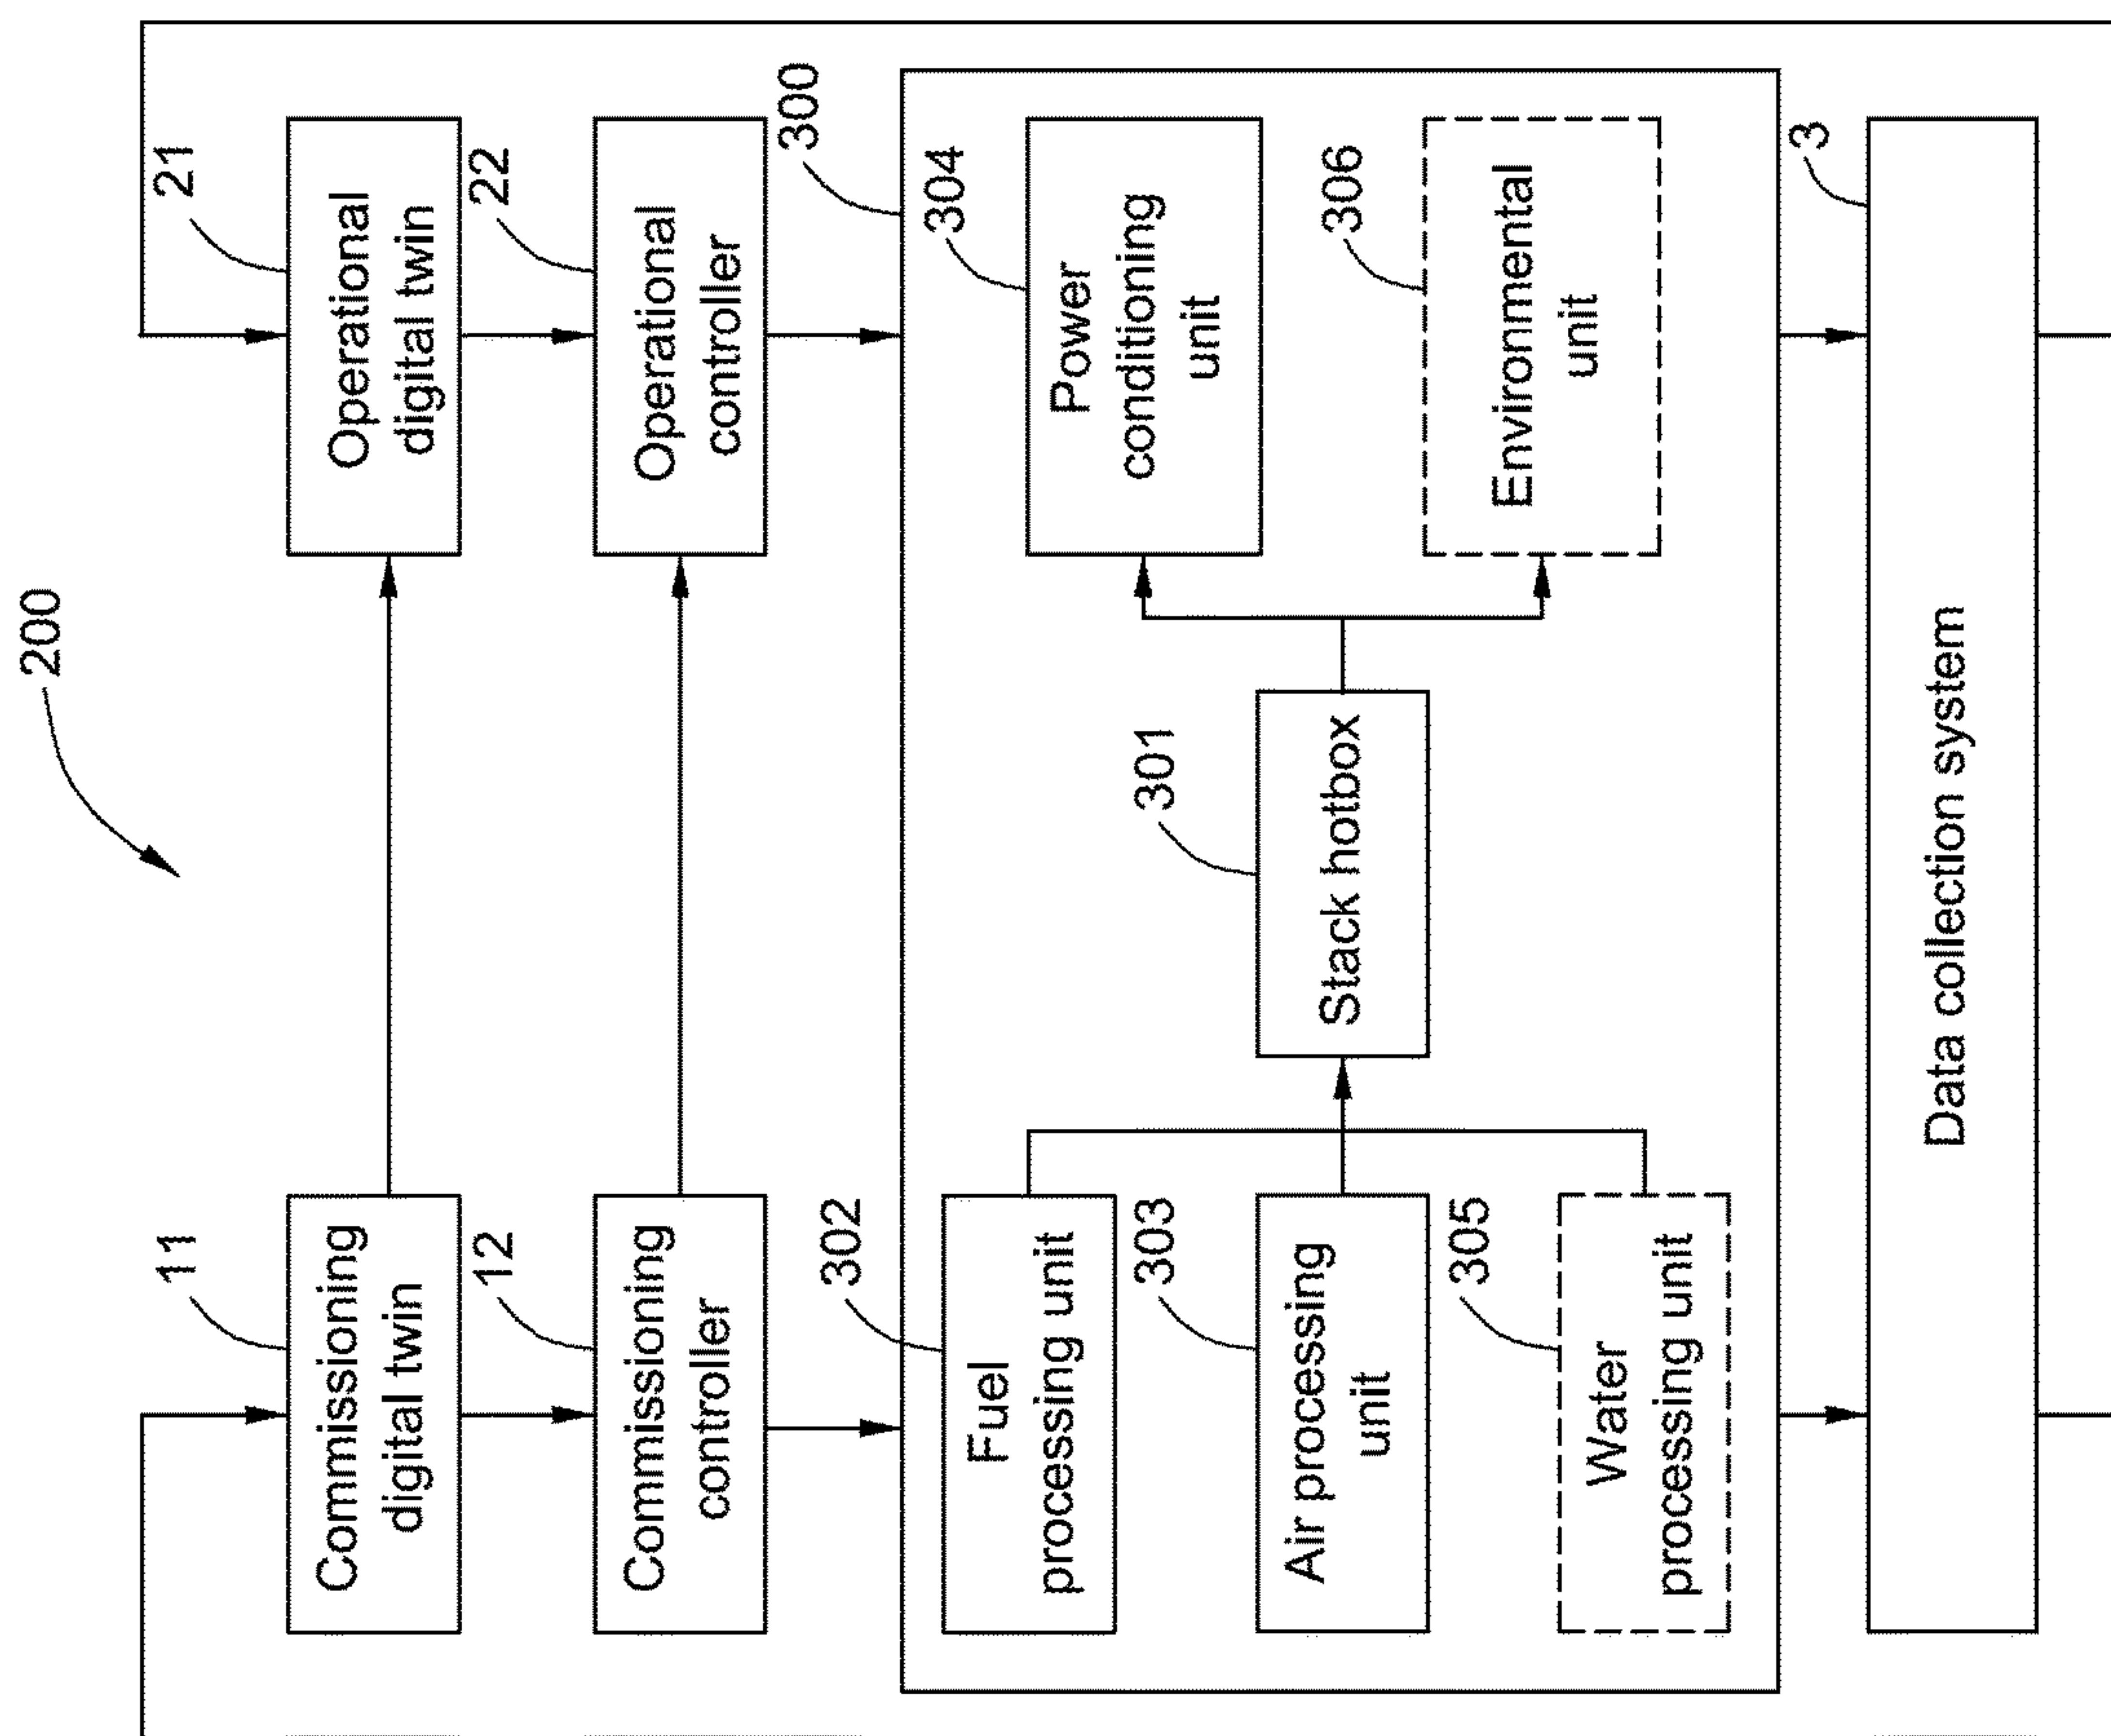 200
11
Commissioning
digital twin
21
Operational
digital twin
12
Commissioning
controller
22
Operational
controller
300
302
Fuel
processing unit
303
Air processing
unit
305
Water
processing unit
301
Stack hotbox
304
Power
conditioning
unit
306
Environmental
unit
3
Data collection system